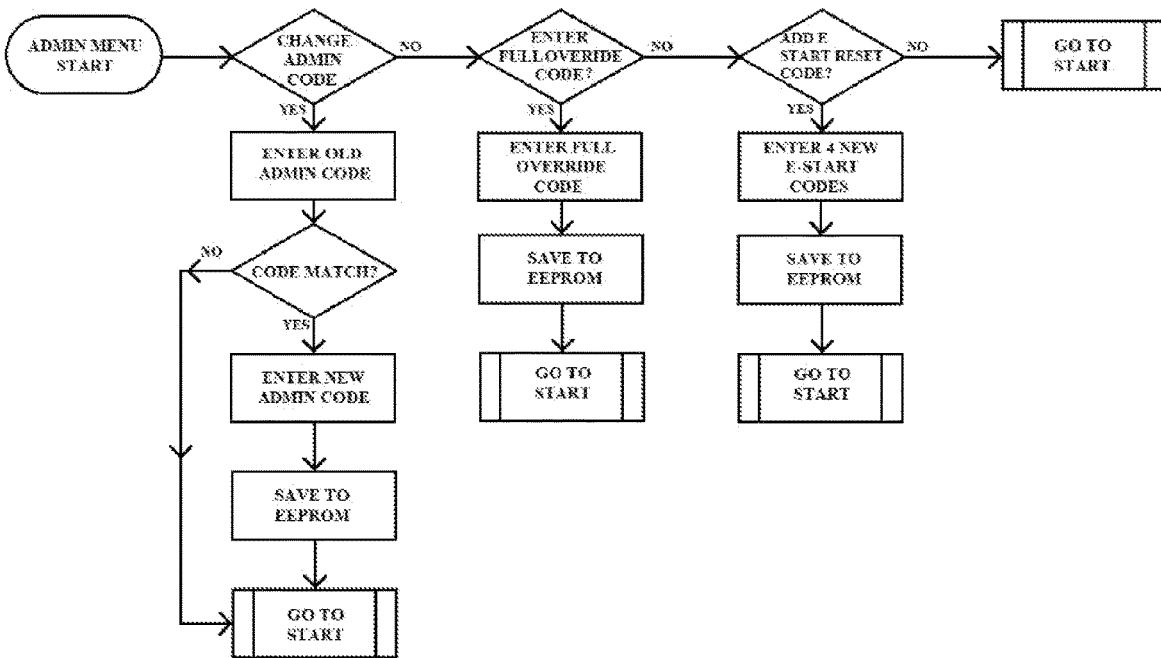 ADMIN MENU
START
CHANGE
ADMIN
CODE
NO
YES
ENTER
FULLOVERIDE
CODE?
NO
YES
ADD E
START RESET
CODE?
NO
YES
GO TO
START
ENTER OLD
ADMIN CODE
ENTER FULL
OVERRIDE
CODE
ENTER 4 NEW
E-START
CODES
CODE MATCH?
NO
YES
SAVE TO
EEPROM
SAVE TO
EEPROM
ENTER NEW
ADMIN CODE
GO TO
START
GO TO
START
SAVE TO
EEPROM
GO TO
START